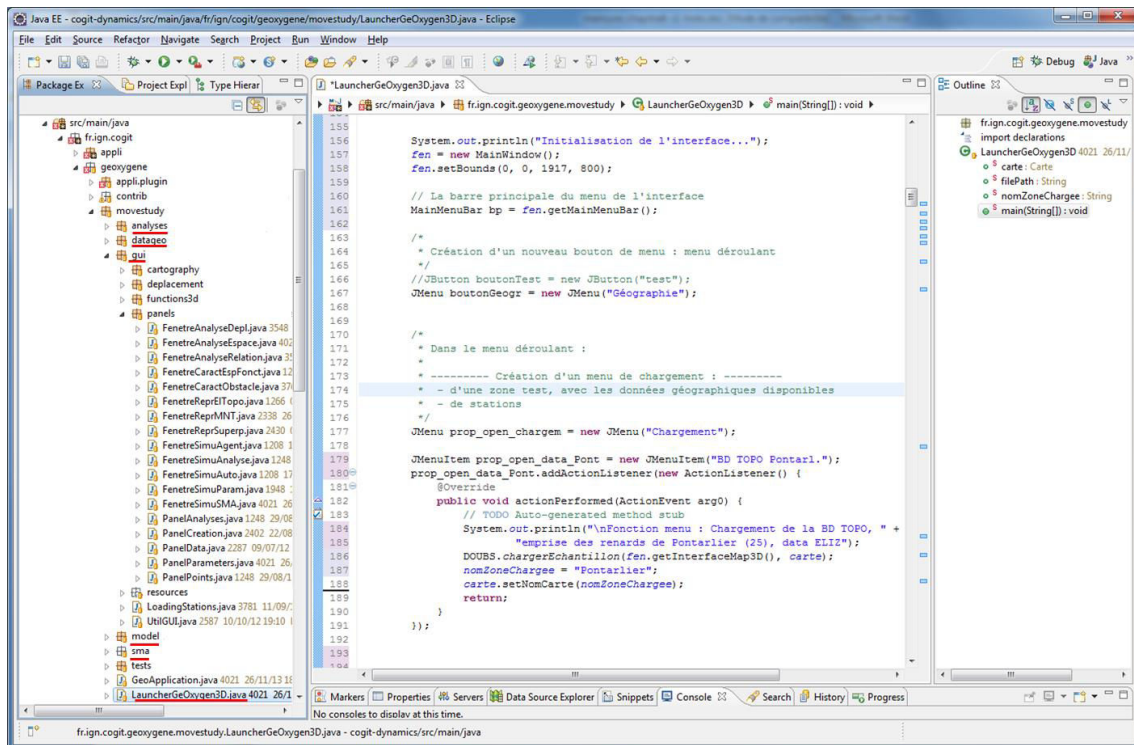 Java EE - cogit-dynamics/src/main/java/fr/ign/cogit/geoxygene/movestudy/LauncherGeOxygen3D.java - Eclipse
File Edit Source Refactor Navigate Search Project Run Window Help
Debug Java
Package Ex Project Expl Type Hierar
src/main/java
fr.ign.cogit
appli
geoxygene
appli.plugin
contrib
movestudy
analyses
datageo
gui
cartography
deplacement
functions3d
panels
FenetreAnalyseDepl.java 3548
FenetreAnalyseEspace.java 402
FenetreAnalyseRelation.java 35
FenetreCaractEspFonct.java 12
FenetreCaractObstacle.java 37
FenetreReprElTopo.java 1266
FenetreReprMNT.java 2338 26
FenetreReprSuperp.java 2430
FenetreSimuAgent.java 1208 1
FenetreSimuAnalyse.java 1248
FenetreSimuAuto.java 1208 17
FenetreSimuParam.java 1948
FenetreSimuSMA.java 4021 26
PanelAnalyses.java 1248 29/08
PanelCreation.java 2402 22/08
PanelData.java 2287 09/07/12
PanelParameters.java 4021 26.
PanelPoints.java 1248 29/08/1
resources
LoadingStations.java 3781 11/09/
UtilGUI.java 2587 10/10/12 19:10
model
sma
tests
GeoApplication.java 4021 26/11/13 18
LauncherGeOxygen3D.java 4021 26/1
*LauncherGeOxygen3D.java
src/main/java fr.ign.cogit.geoxygene.movestudy LauncherGeOxygen3D main(String[]) : void
155
156 System.out.println("Initialisation de l'interface...");
157 fen = new MainWindow();
158 fen.setBounds(0, 0, 1917, 800);
159
160 // La barre principale du menu de l'interface
161 MainMenuBar bp = fen.getMainMenuBar();
162
163 /*
164 * Création d'un nouveau bouton de menu : menu déroulant
165 */
166 //JButton boutonTest = new JButton("test");
167 JMenu boutonGeogr = new JMenu("Géographie");
168
169
170 /*
171 * Dans le menu déroulant :
172 *
173 * --------- Création d'un menu de chargement : ---------
174 * - d'une zone test, avec les données géographiques disponibles
175 * - de stations
176 */
177 JMenu prop_open_chargem = new JMenu("Chargement");
178
179 JMenuItem prop_open_data_Pont = new JMenuItem("BD TOPO Pontarl.");
180 prop_open_data_Pont.addActionListener(new ActionListener() {
181 @Override
182 public void actionPerformed(ActionEvent arg0) {
183 // TODO Auto-generated method stub
184 System.out.println("\nFonction menu : Chargement de la BD TOPO, " +
185 "emprise des renards de Pontarlier (25), data ELIZ");
186 DOUBS.chargerEchantillon(fen.getInterfaceMap3D(), carte);
187 nomZoneChargee = "Pontarlier";
188 carte.setNomCarte(nomZoneChargee);
189 return;
190 }
191 });
192
193
194
Outline
fr.ign.cogit.geoxygene.movestudy
import declarations
LauncherGeOxygen3D 4021 26/11/
carte : Carte
filePath : String
nomZoneChargee : String
main(String[]) : void
Markers Properties Servers Data Source Explorer Snippets Console Search History Progress
No consoles to display at this time.
fr.ign.cogit.geoxygene.movestudy.LauncherGeOxygen3D.java - cogit-dynamics/src/main/java